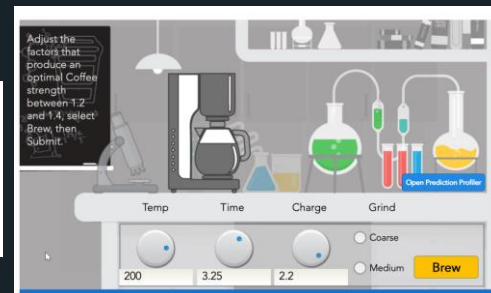 Adjust the
factors that
produce an
optimal Coffee
strength
between 1.2
and 1.4, select
Brew, then
Submit.
Open Prediction Profiler
Temp Time Charge Grind
Coarse
200 3.25 2.2 Medium Brew